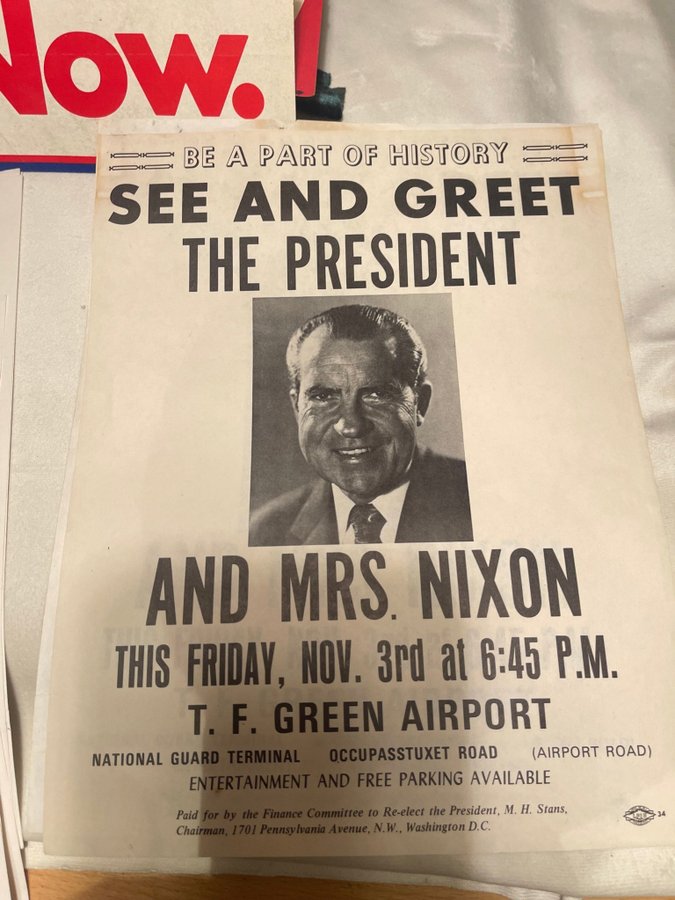 Now.
BE A PART OF HISTORY
SEE AND GREET
THE PRESIDENT
AND MRS. NIXON
THIS FRIDAY, NOV. 3rd at 6:45 P.M.
T. F. GREEN AIRPORT
NATIONAL GUARD TERMINAL OCCUPASSTUXET ROAD (AIRPORT ROAD)
ENTERTAINMENT AND FREE PARKING AVAILABLE
Paid for by the Finance Committee to Re-elect the President, M. H. Stans,
Chairman, 1701 Pennsylvania Avenue, N.W., Washington D.C.
34